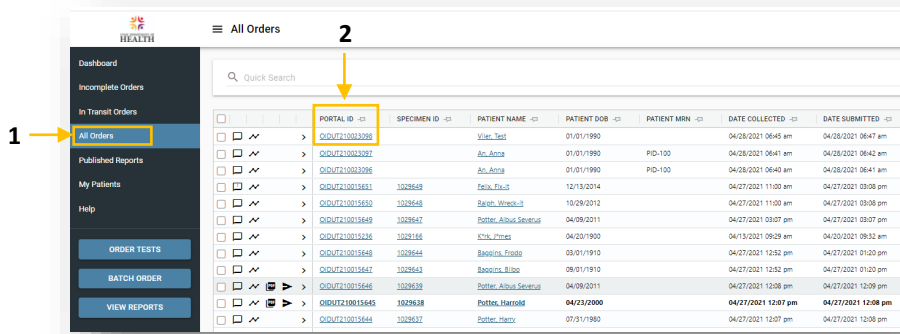 HEALTH
All Orders
2
Dashboard
Quick Search
Incomplete Orders
In Transit Orders
PORTAL ID SPECIMEN ID PATIENT NAME PATIENT DOB PATIENT MRN DATE COLLECTED DATE SUBMITTED
1
All Orders
OIDUT210023098 Vlier, Test 01/01/1990 04/28/2021 06:45 am 04/28/2021 06:47 am
OIDUT210023097 An, Anna 01/01/1990 PID-100 04/28/2021 06:41 am 04/28/2021 06:42 am
Published Reports
OIDUT210023096 An, Anna 01/01/1990 PID-100 04/28/2021 06:40 am 04/28/2021 06:41 am
My Patients
OIDUT210015651 1029649 Felix, Fix-It 12/13/2014 04/27/2021 11:00 am 04/27/2021 03:08 pm
OIDUT210015650 1029648 Ralph, Wreck-It 10/29/2012 04/27/2021 11:00 am 04/27/2021 03:08 pm
Help
OIDUT210015649 1029647 Potter, Albus Severus 04/09/2011 04/27/2021 03:07 pm 04/27/2021 03:07 pm
OIDUT210015236 1029166 K*rk, J*mes 04/20/1900 04/13/2021 09:29 am 04/20/2021 09:32 am
ORDER TESTS
OIDUT210015648 1029644 Baggins, Frodo 03/01/1910 04/27/2021 12:52 pm 04/27/2021 01:20 pm
OIDUT210015647 1029643 Baggins, Bilbo 09/01/1910 04/27/2021 12:52 pm 04/27/2021 01:20 pm
BATCH ORDER
OIDUT210015646 1029639 Potter, Albus Severus 04/09/2011 04/27/2021 12:08 pm 04/27/2021 12:09 pm
OIDUT210015645 1029638 Potter, Harrold 04/23/2000 04/27/2021 12:07 pm 04/27/2021 12:08 pm
VIEW REPORTS
OIDUT210015644 1029637 Potter, Harry 07/31/1980 04/27/2021 12:07 pm 04/27/2021 12:08 pm